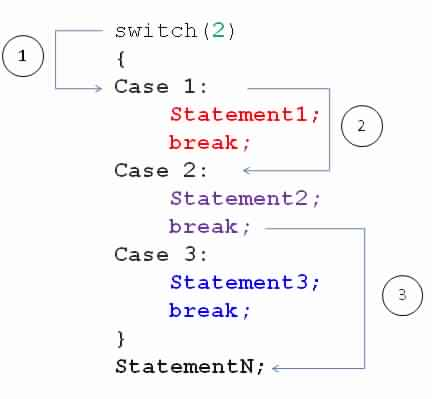 switch(2)
1
{
Case 1:
Statement1;
2
break;
Case 2:
Statement2;
break;
Case 3:
Statement3;
3
break;
}
StatementN;